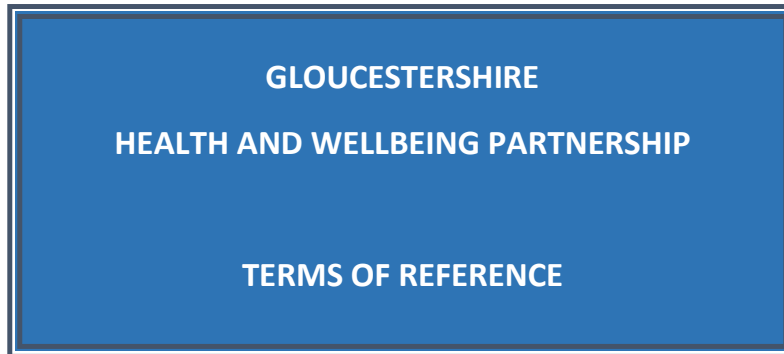 GLOUCESTERSHIRE
HEALTH AND WELLBEING PARTNERSHIP
TERMS OF REFERENCE